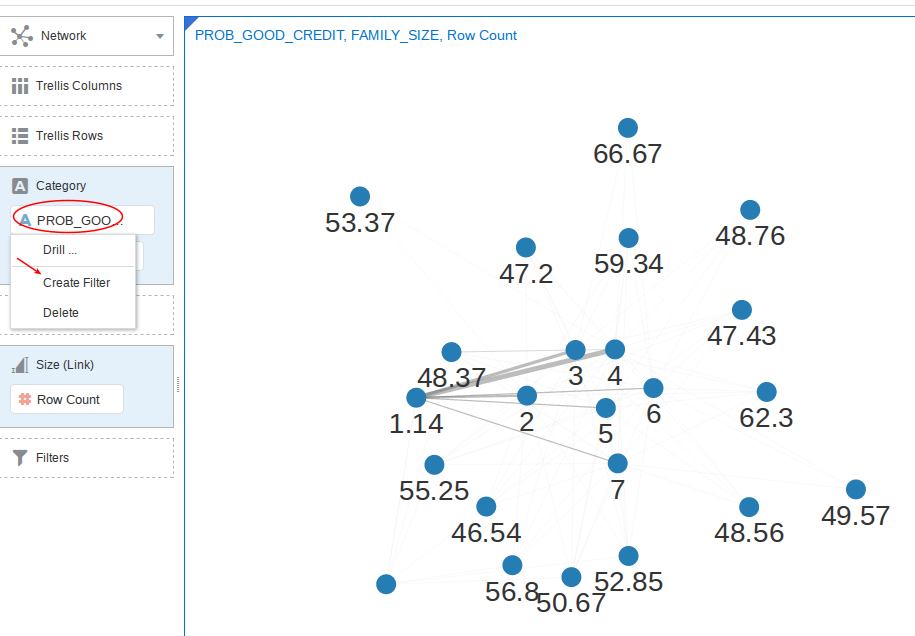 Network
PROB_GOOD_CREDIT, FAMILY_SIZE, Row Count
Trellis Columns
Trellis Rows
Category
A PROB_GOO...
Drill ...
Create Filter
Delete
Size (Link)
Row Count
Filters
66.67
53.37
48.76
59.34
47.2
47.43
48.37
3
4
1.14
2
5
6
62.3
55.25
7
46.54
48.56
49.57
56.8
50.67
52.85